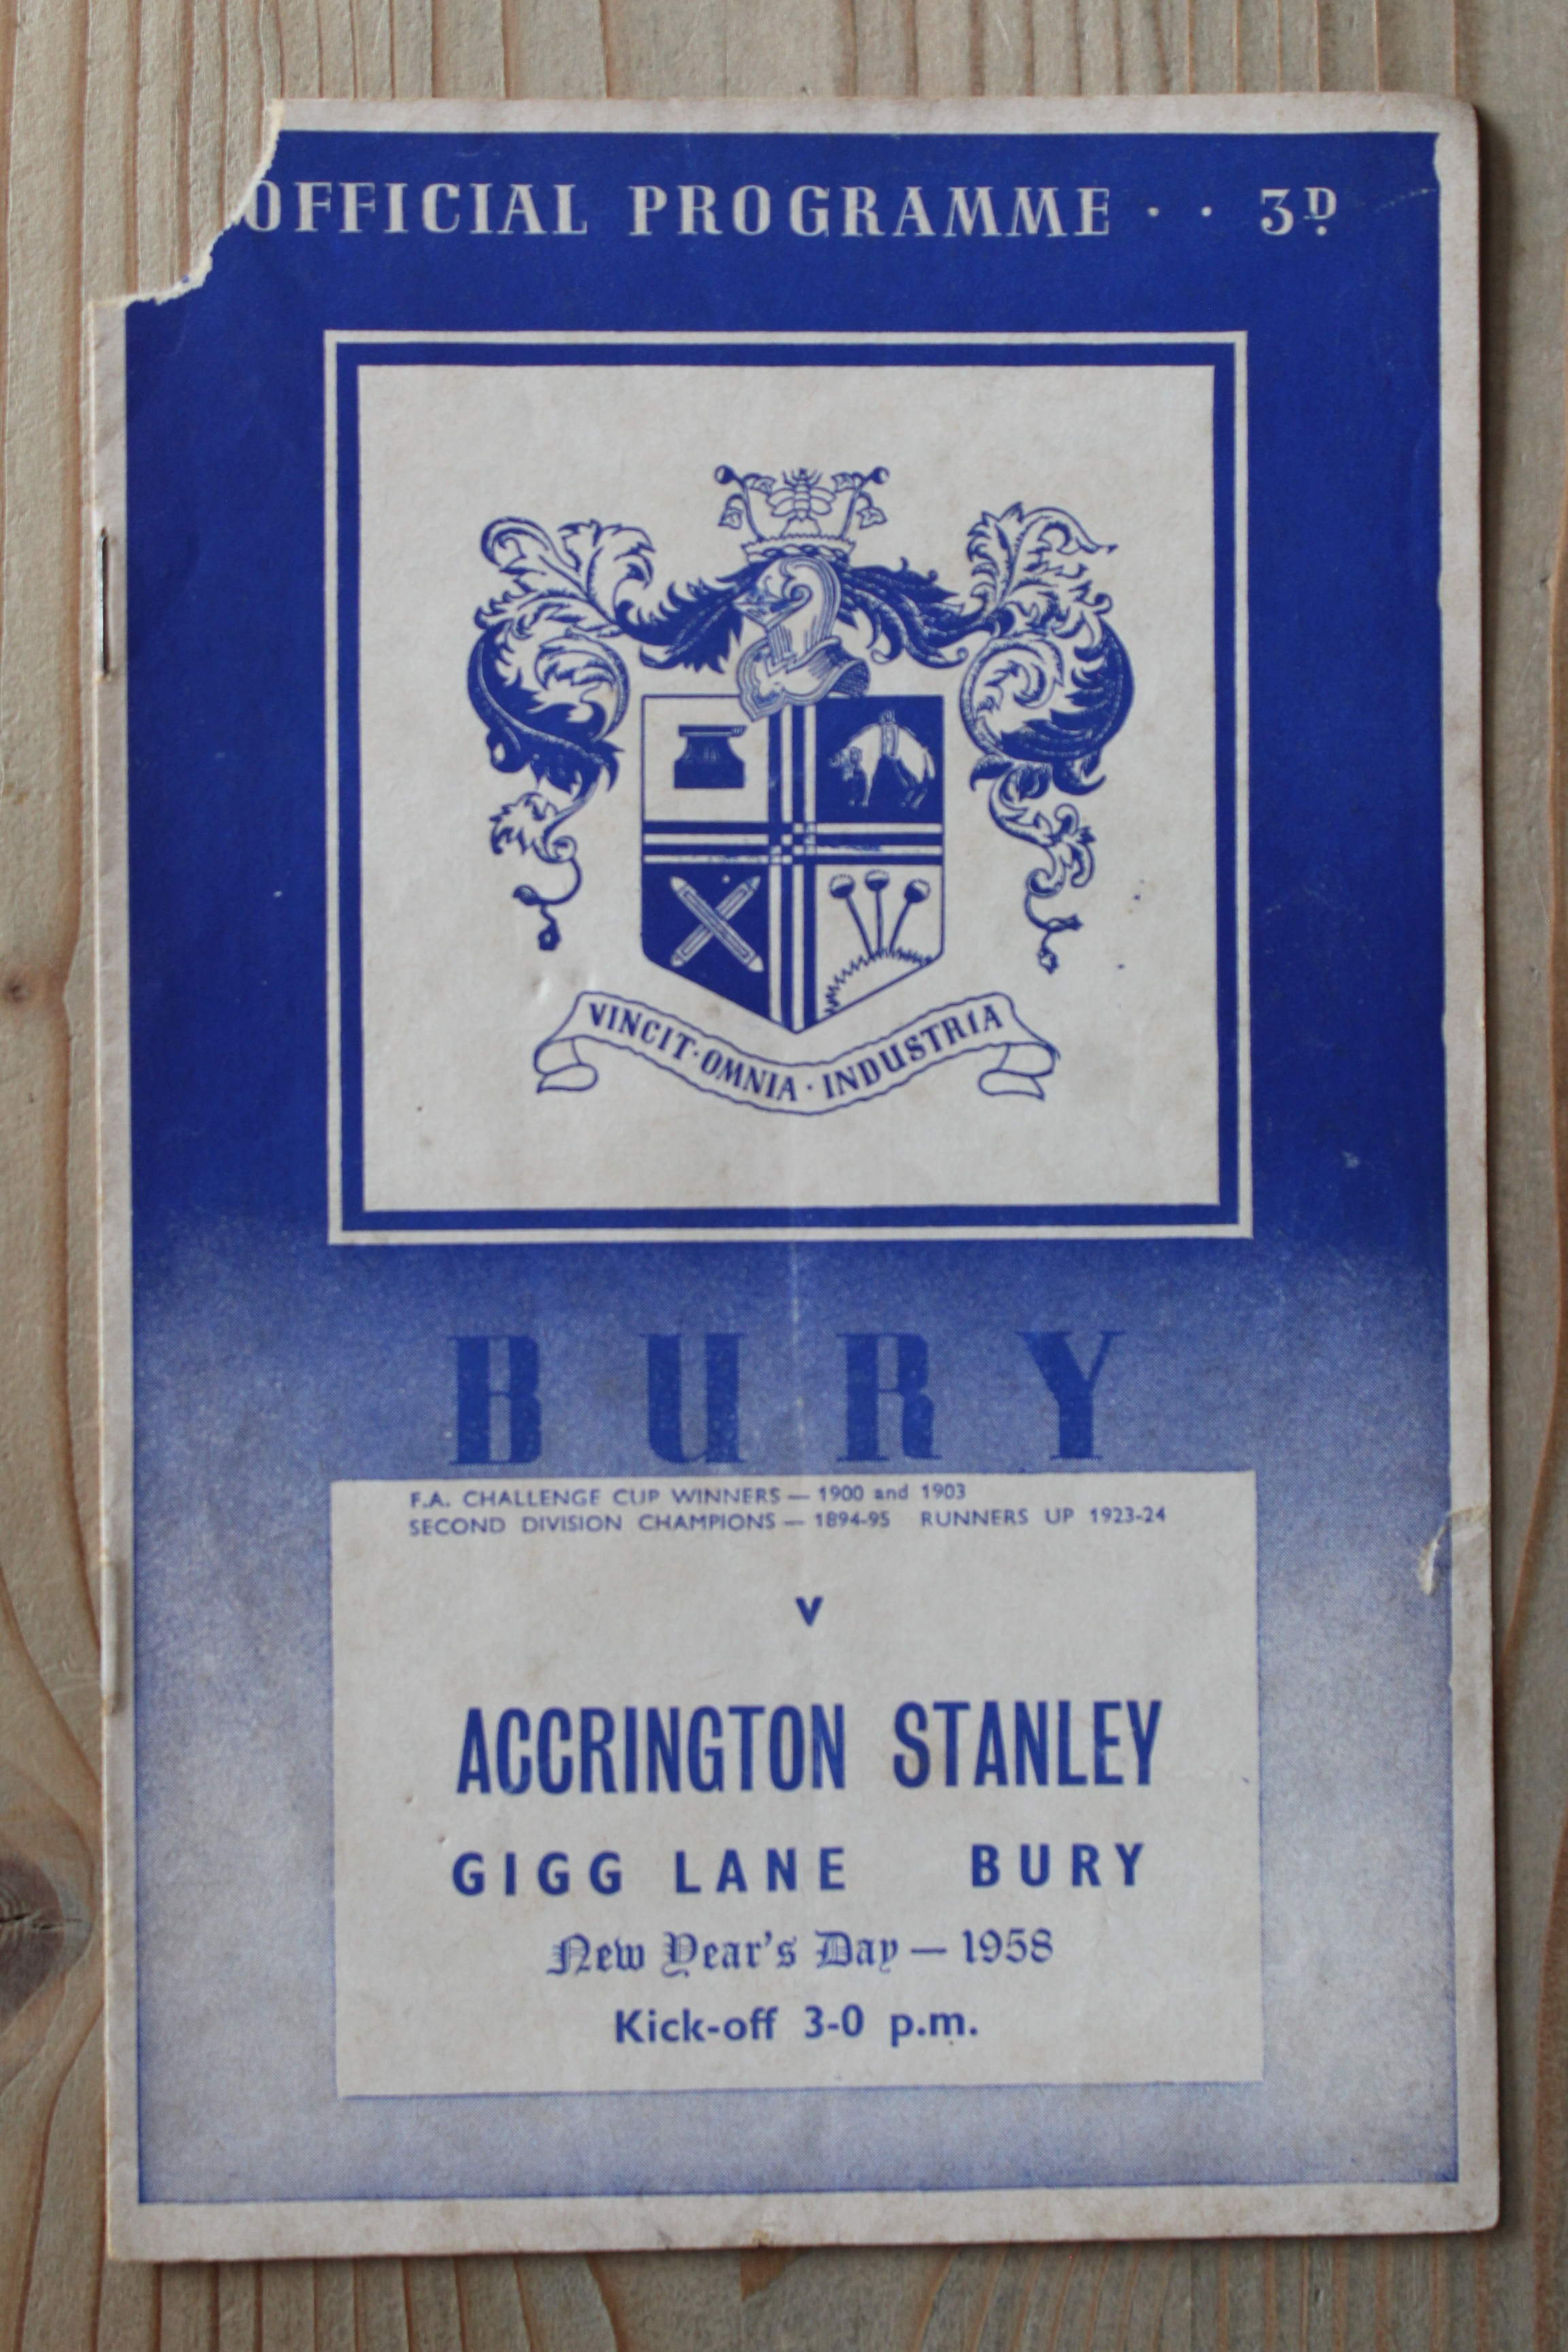 OFFICIAL PROGRAMME · · 3D.
VINCIT · OMNIA · INDUSTRIA
BURY
F.A. CHALLENGE CUP WINNERS — 1900 and 1903
SECOND DIVISION CHAMPIONS — 1894-95 RUNNERS UP 1923-24
v
ACCRINGTON STANLEY
GIGG LANE BURY
New Year's Day — 1958
Kick-off 3-0 p.m.